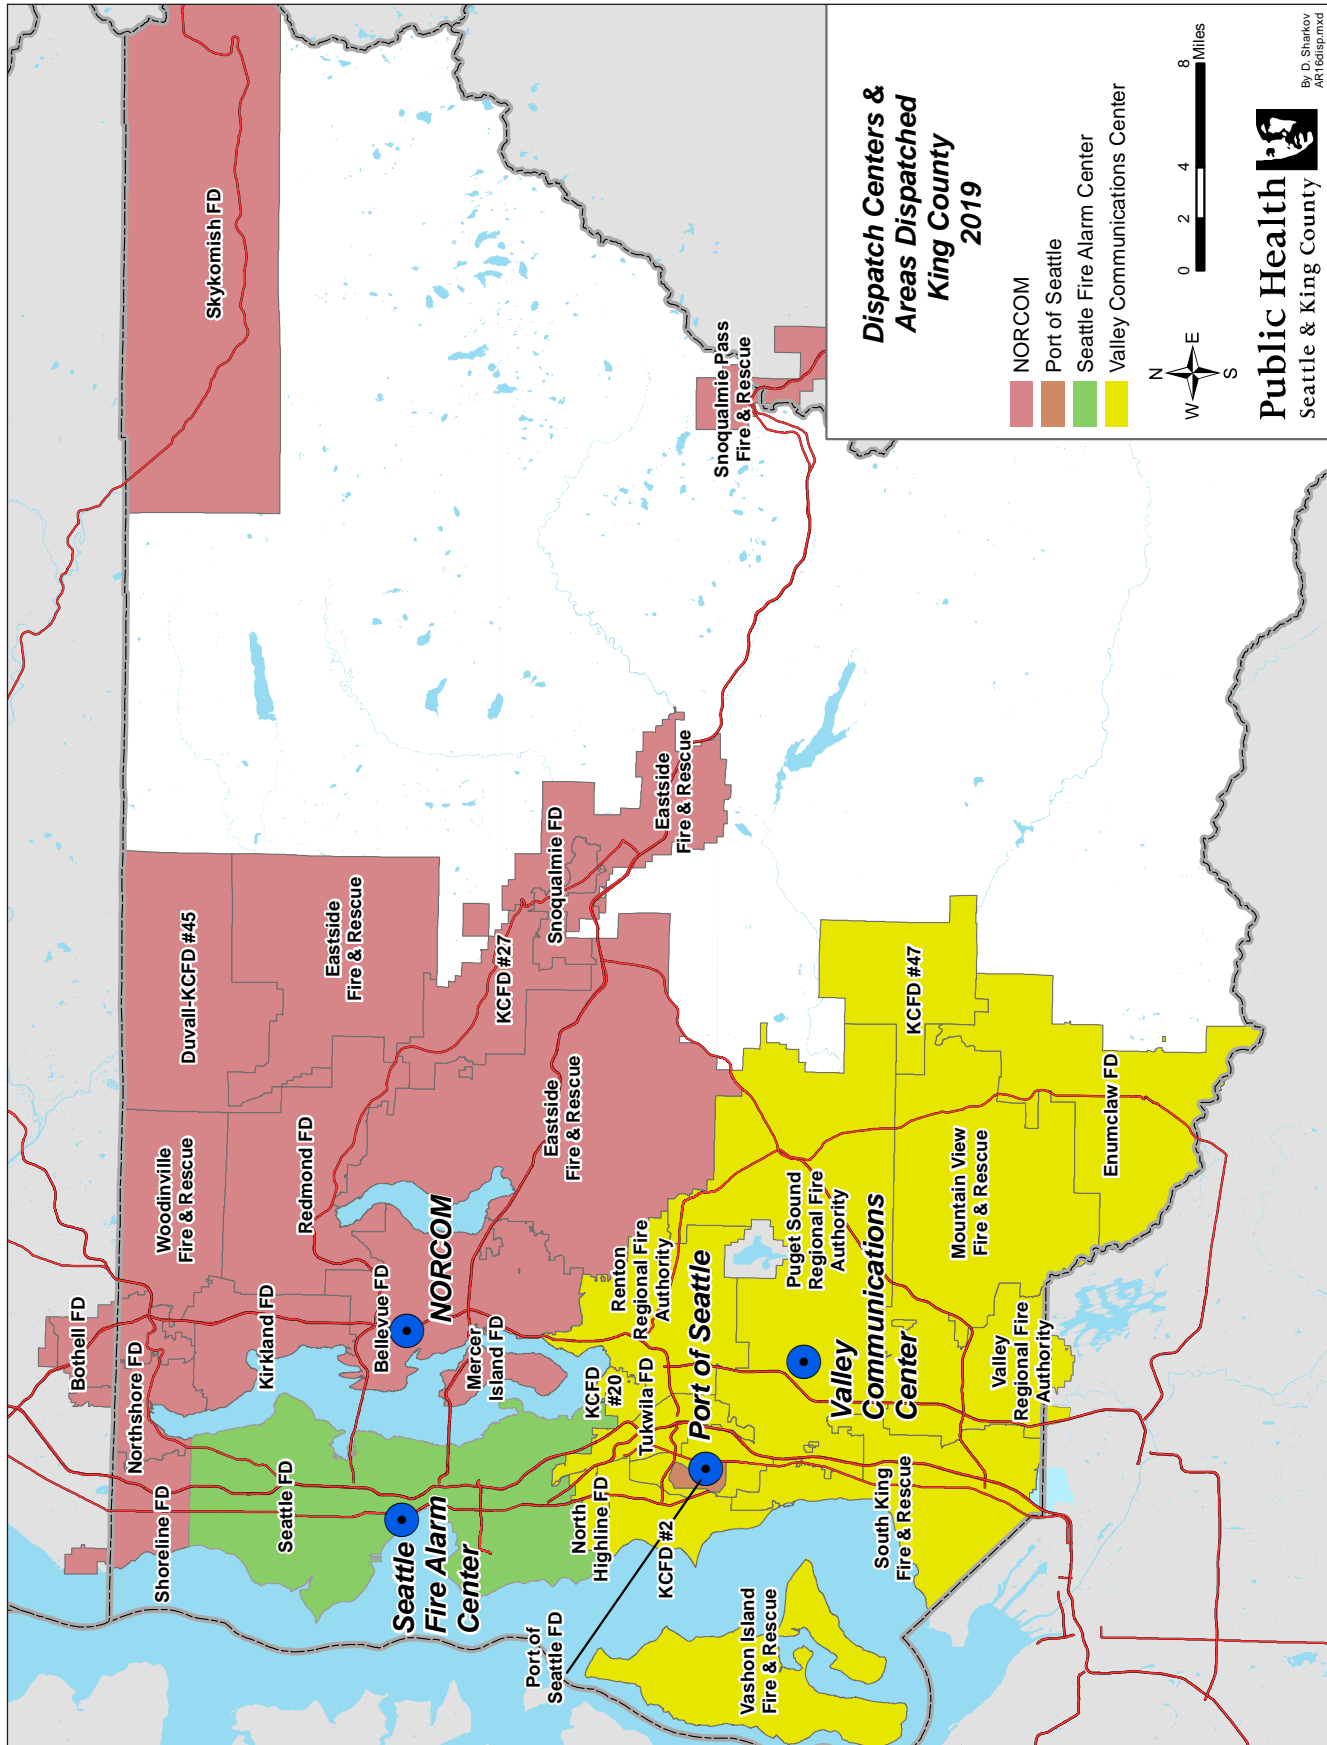 Dispatch Centers &
Areas Dispatched
King County
2019
NORCOM
Port of Seattle
Seattle Fire Alarm Center
Valley Communications Center
N
W
E
S
0
2
4
8
Miles
Public Health
Seattle & King County
By D. Sharkov
AR16disp.mxd
Skykomish FD
Snoqualmie Pass
Fire & Rescue
Bothell FD
Northshore FD
Shoreline FD
Woodinville
Fire & Rescue
Duvall-KCFD #45
Kirkland FD
Redmond FD
Eastside
Fire & Rescue
Seattle FD
Bellevue FD
NORCOM
Seattle
Fire Alarm
Center
Mercer
Island FD
KCFD #27
Snoqualmie FD
Eastside
Fire & Rescue
Eastside
Fire & Rescue
North
Highline FD
KCFD
#20
Renton
Regional Fire
Authority
Tukwila FD
Port of Seattle
KCFD #2
Port of
Seattle FD
Vashon Island
Fire & Rescue
Puget Sound
Regional Fire
Authority
Valley
Communications
Center
KCFD #47
South King
Fire & Rescue
Mountain View
Fire & Rescue
Valley
Regional Fire
Authority
Enumclaw FD